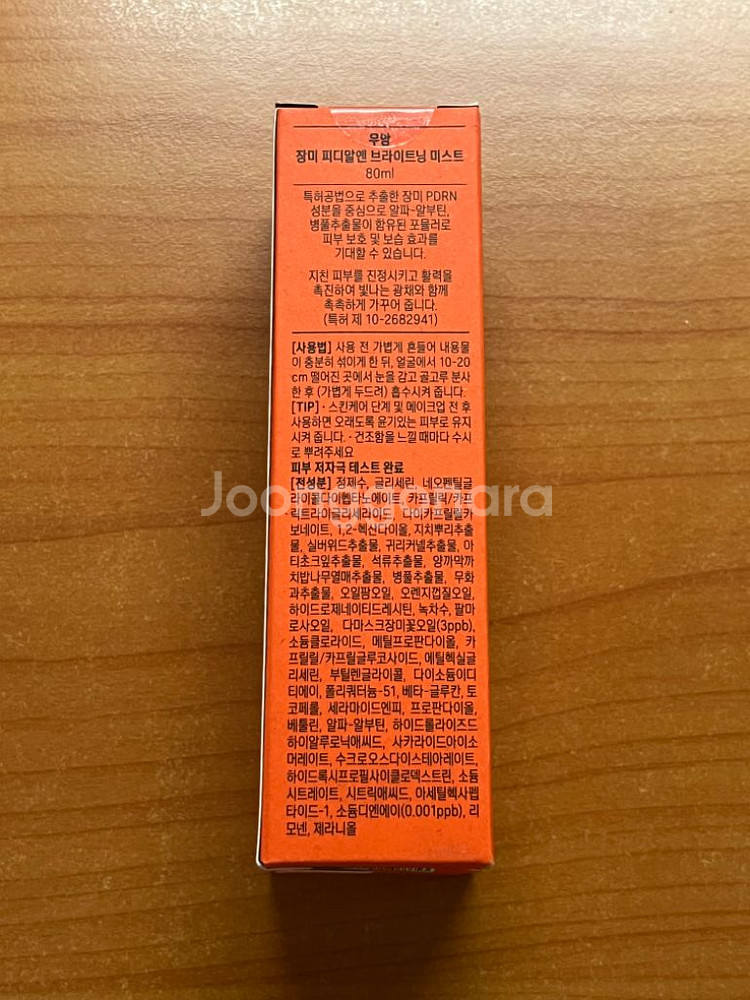 우암
장미 피디알엔 브라이트닝 미스트
80ml
특허공법으로 추출한 장미 PDRN
성분을 중심으로 알파-알부틴,
병풀추출물이 함유된 포뮬러로
피부 보호 및 보습 효과를
기대할 수 있습니다.
지친 피부를 진정시키고 활력을
촉진하여 빛나는 광채와 함께
촉촉하게 가꾸어 줍니다.
(특허 제 10-2682941)
[사용법] 사용 전 가볍게 흔들어 내용물
이 충분히 섞이게 한 뒤, 얼굴에서 10-20
cm 떨어진 곳에서 눈을 감고 골고루 분사
한 후 (가볍게 두드려) 흡수시켜 줍니다.
[TIP] · 스킨케어 단계 및 메이크업 전 후
사용하면 오래도록 윤기있는 피부로 유지
시켜 줍니다. · 건조함을 느낄 때마다 수시
로 뿌려주세요
피부 저자극 테스트 완료
[전성분] 정제수, 글리세린, 네오펜틸글
라이콜다이헵타노에이트, 카프릴릭/카프
릭트라이글리세라이드, 다이카프릴릴카
보네이트, 1,2-헥산다이올, 지치뿌리추출
물, 실버위드추출물, 귀리커널추출물, 아
티초크잎추출물, 석류추출물, 양까막까
치밥나무열매추출물, 병풀추출물, 무화
과추출물, 오일팜오일, 오렌지껍질오일,
하이드로제네이티드레시틴, 녹차수, 팔마
로사오일, 다마스크장미꽃오일(3ppb),
소듐클로라이드, 메틸프로판다이올, 카
프릴릴/카프릴글루코사이드, 에틸헥실글
리세린, 부틸렌글라이콜, 다이소듐이디
티에이, 폴리쿼터늄-51, 베타-글루칸, 토
코페롤, 세라마이드엔피, 프로판다이올,
베툴린, 알파-알부틴, 하이드롤라이즈드
하이알루로닉애씨드, 사카라이드아이소
머레이트, 수크로오스다이스테아레이트,
하이드록시프로필사이클로덱스트린, 소듐
시트레이트, 시트릭애씨드, 아세틸헥사펩
타이드-1, 소듐디엔에이(0.001ppb), 리
모넨, 제라니올
Joonggonara